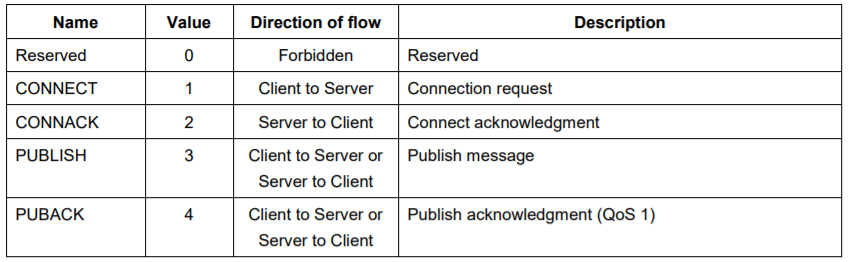 Name Value Direction of flow Description
Reserved 0 Forbidden Reserved
CONNECT 1 Client to Server Connection request
CONNACK 2 Server to Client Connect acknowledgment
PUBLISH 3 Client to Server or Publish message
Server to Client
PUBACK 4 Client to Server or Publish acknowledgment (QoS 1)
Server to Client